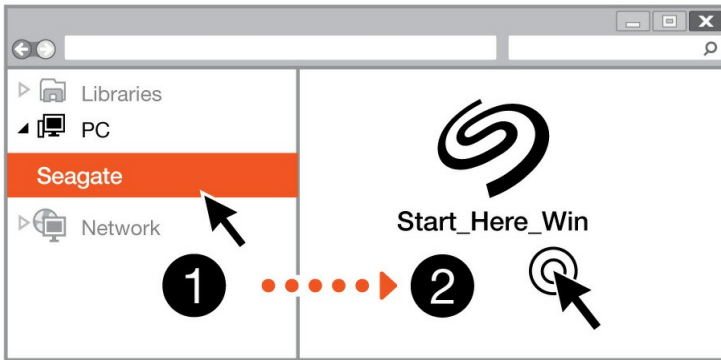 Libraries
PC
Seagate
Network
Start_Here_Win
1
2